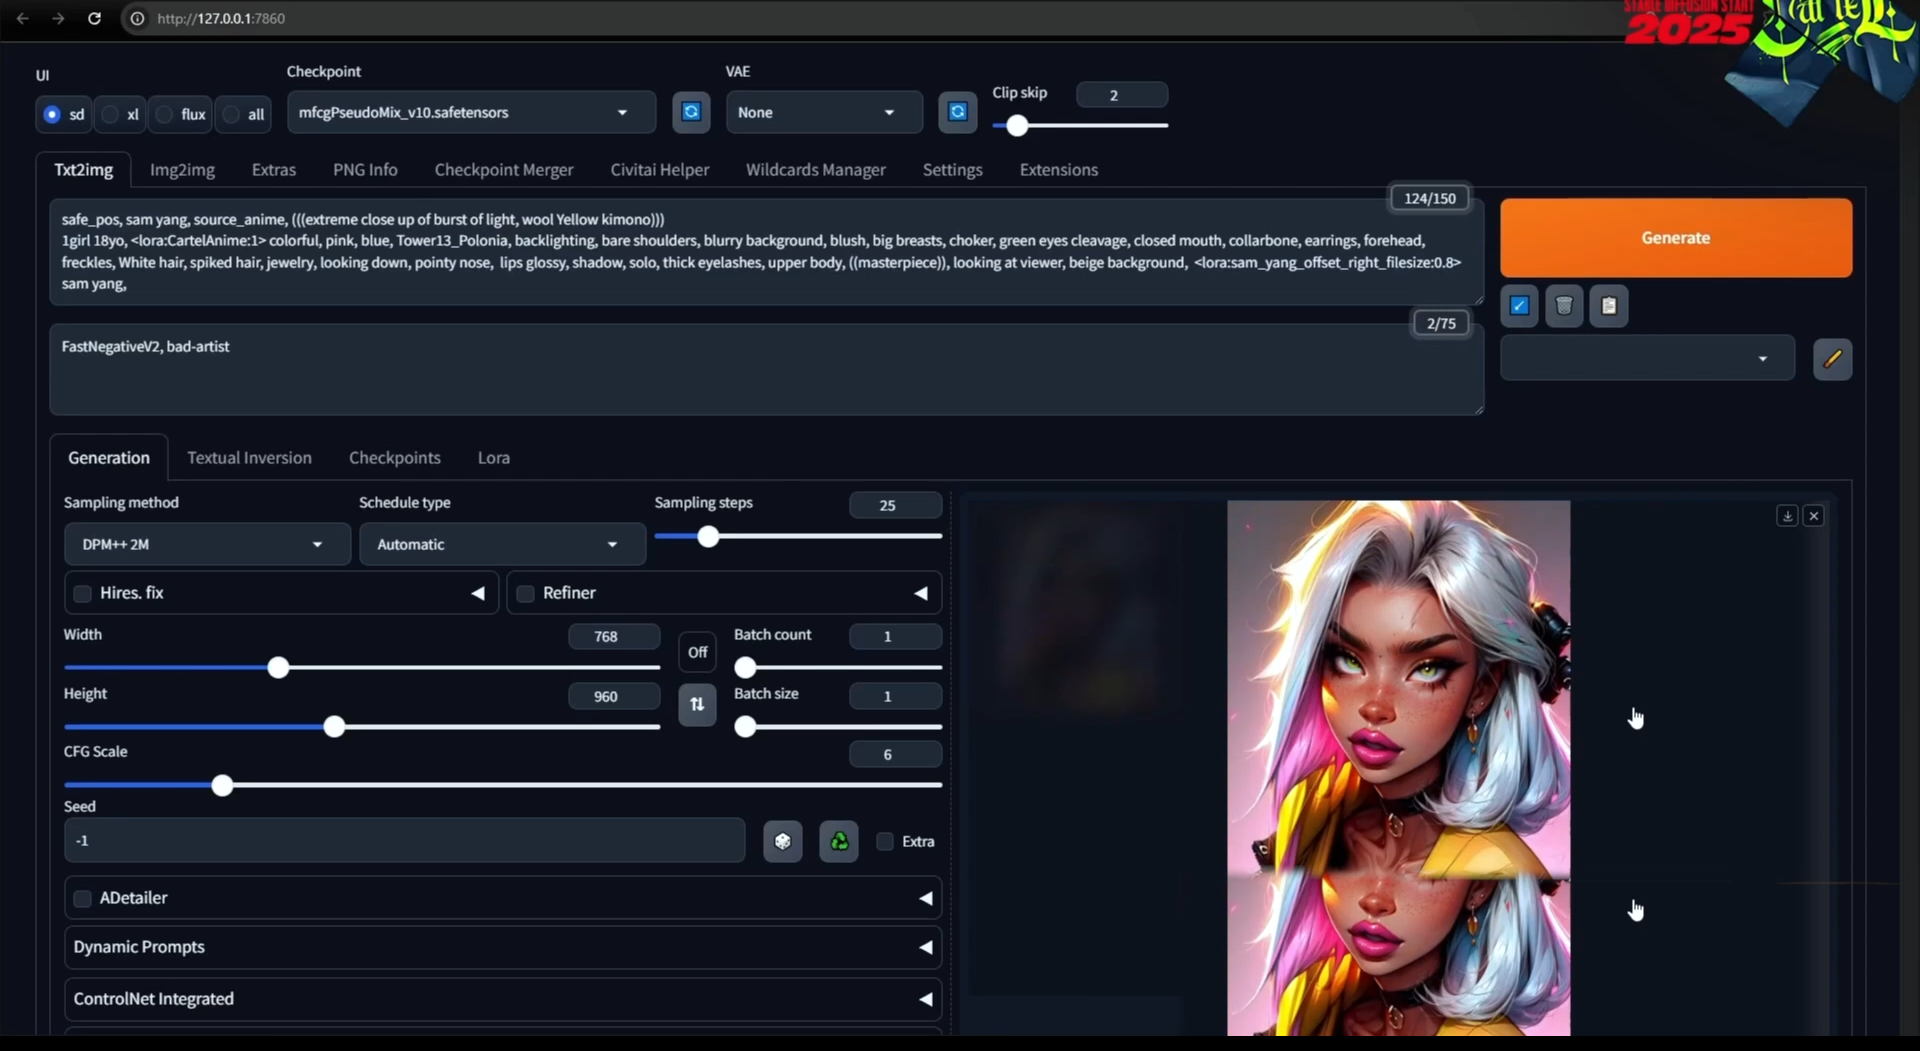 http://127.0.0.1:7860
STABLE DIFFUSION START
2025
Cartel
UI
Checkpoint
VAE
Clip skip
2
sd
xl
flux
all
mfcgPseudoMix_v10.safetensors
None
Txt2img
Img2img
Extras
PNG Info
Checkpoint Merger
Civitai Helper
Wildcards Manager
Settings
Extensions
124/150
safe_pos, sam yang, source_anime, (((extreme close up of burst of light, wool Yellow kimono)))
1girl 18yo, <lora:CartelAnime:1> colorful, pink, blue, Tower13_Polonia, backlighting, bare shoulders, blurry background, blush, big breasts, choker, green eyes cleavage, closed mouth, collarbone, earrings, forehead,
freckles, White hair, spiked hair, jewelry, looking down, pointy nose, lips glossy, shadow, solo, thick eyelashes, upper body, ((masterpiece)), looking at viewer, beige background, <lora:sam_yang_offset_right_filesize:0.8>
sam yang,
Generate
2/75
FastNegativeV2, bad-artist
Generation
Textual Inversion
Checkpoints
Lora
Sampling method
Schedule type
Sampling steps
25
DPM++ 2M
Automatic
Hires. fix
Refiner
Width
768
Off
Batch count
1
Height
960
Batch size
1
CFG Scale
6
Seed
-1
Extra
ADetailer
Dynamic Prompts
ControlNet Integrated